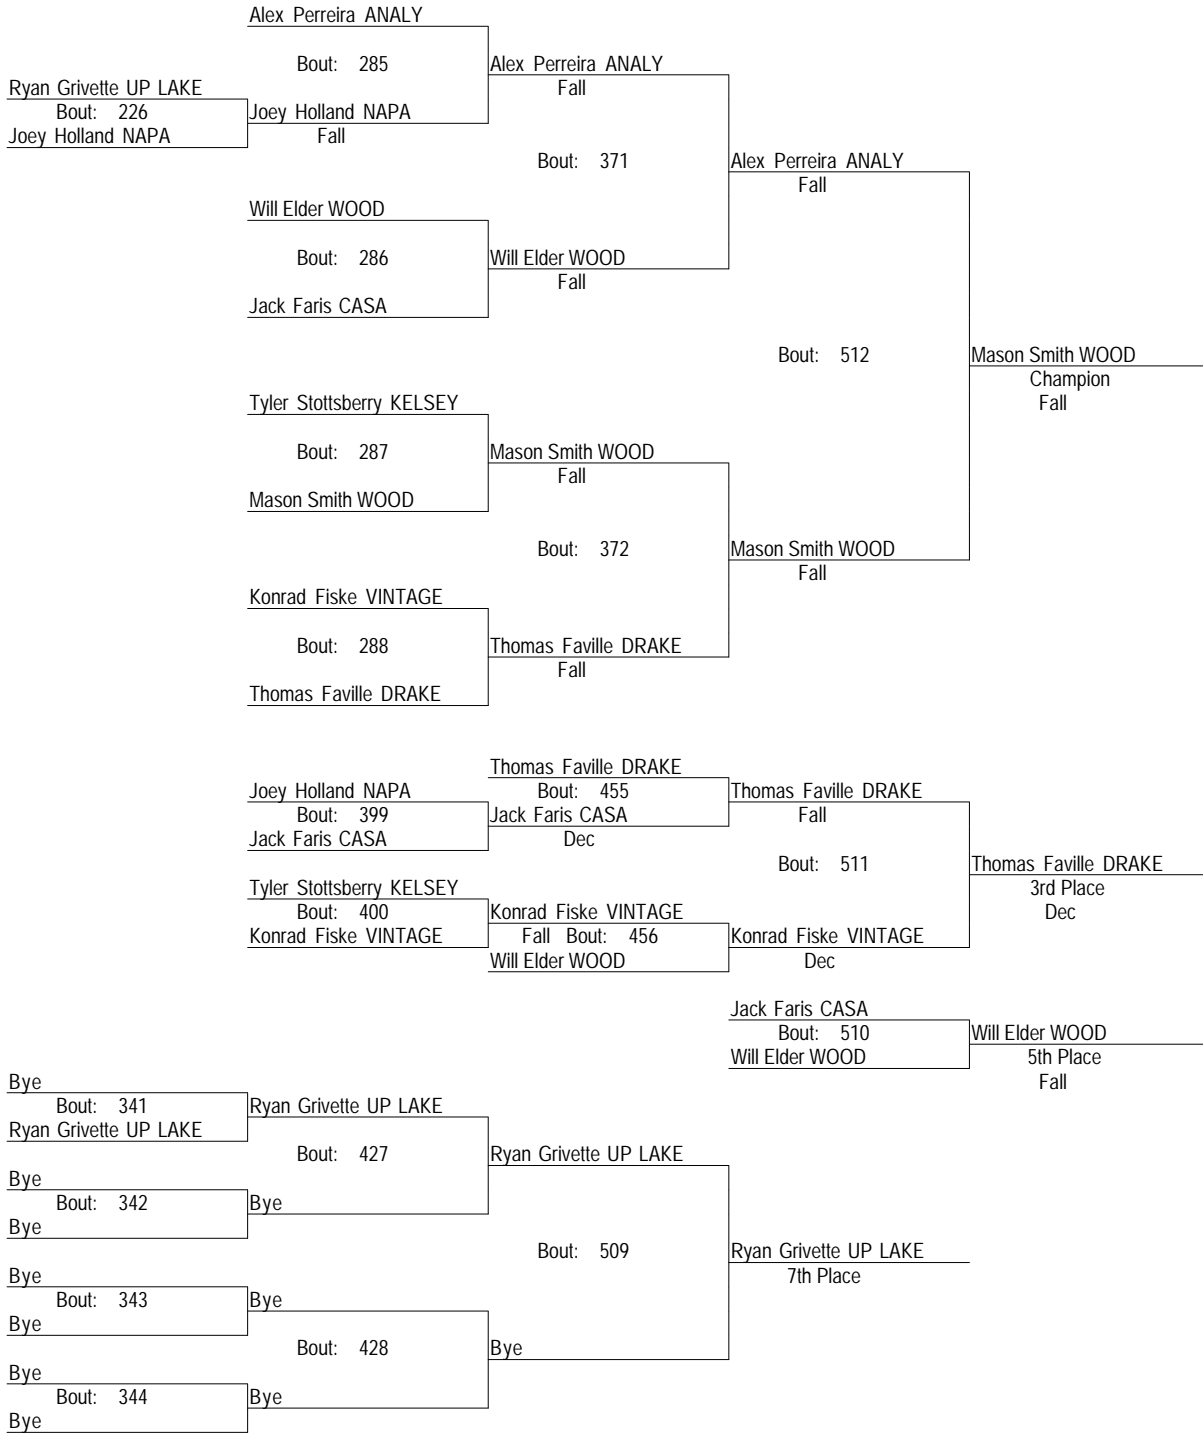 Alex Perreira ANALY
Bout: 285
Alex Perreira ANALY
Fall
Ryan Grivette UP LAKE
Bout: 226
Joey Holland NAPA
Joey Holland NAPA
Fall
Bout: 371
Alex Perreira ANALY
Fall
Will Elder WOOD
Bout: 286
Will Elder WOOD
Fall
Jack Faris CASA
Bout: 512
Mason Smith WOOD
Champion
Fall
Tyler Stottsberry KELSEY
Bout: 287
Mason Smith WOOD
Fall
Mason Smith WOOD
Bout: 372
Mason Smith WOOD
Fall
Konrad Fiske VINTAGE
Bout: 288
Thomas Faville DRAKE
Fall
Thomas Faville DRAKE
Thomas Faville DRAKE
Joey Holland NAPA
Bout: 455
Thomas Faville DRAKE
Bout: 399
Jack Faris CASA
Fall
Jack Faris CASA
Dec
Bout: 511
Thomas Faville DRAKE
3rd Place
Dec
Tyler Stottsberry KELSEY
Bout: 400
Konrad Fiske VINTAGE
Konrad Fiske VINTAGE
Fall Bout: 456
Konrad Fiske VINTAGE
Will Elder WOOD
Dec
Jack Faris CASA
Bout: 510
Will Elder WOOD
Will Elder WOOD
5th Place
Fall
Bye
Bout: 341
Ryan Grivette UP LAKE
Ryan Grivette UP LAKE
Bout: 427
Ryan Grivette UP LAKE
Bye
Bout: 342
Bye
Bye
Bout: 509
Ryan Grivette UP LAKE
7th Place
Bye
Bout: 343
Bye
Bye
Bout: 428
Bye
Bye
Bout: 344
Bye
Bye